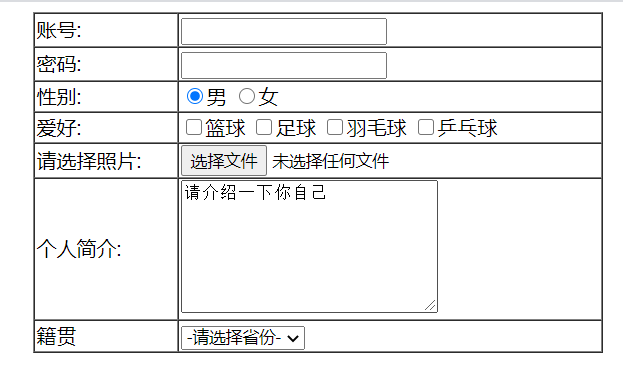 账号:
密码:
性别: 男 女
爱好: 篮球 足球 羽毛球 乒乓球
请选择照片: 选择文件 未选择任何文件
请介绍一下你自己
个人简介:
籍贯 -请选择省份-